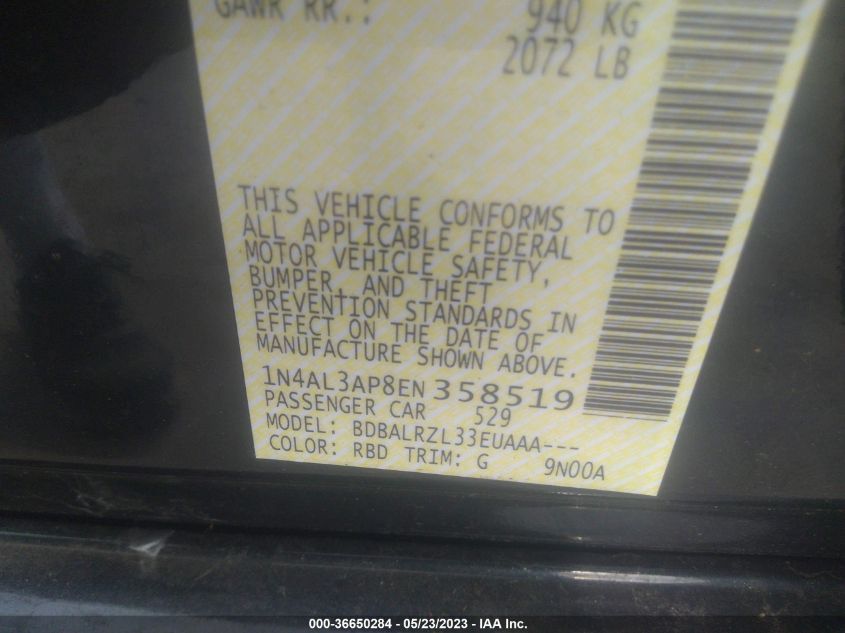 GAWR RR.: 940 KG
2072 LB
THIS VEHICLE CONFORMS TO
ALL APPLICABLE FEDERAL
MOTOR VEHICLE SAFETY,
BUMPER, AND THEFT
PREVENTION STANDARDS IN
EFFECT ON THE DATE OF
MANUFACTURE SHOWN ABOVE.
1N4AL3AP8EN 358519
PASSENGER CAR 529
MODEL: BDBALRZL33EUAAA---
COLOR: RBD TRIM: G 9N00A
000-36650284 - 05/23/2023 - IAA Inc.